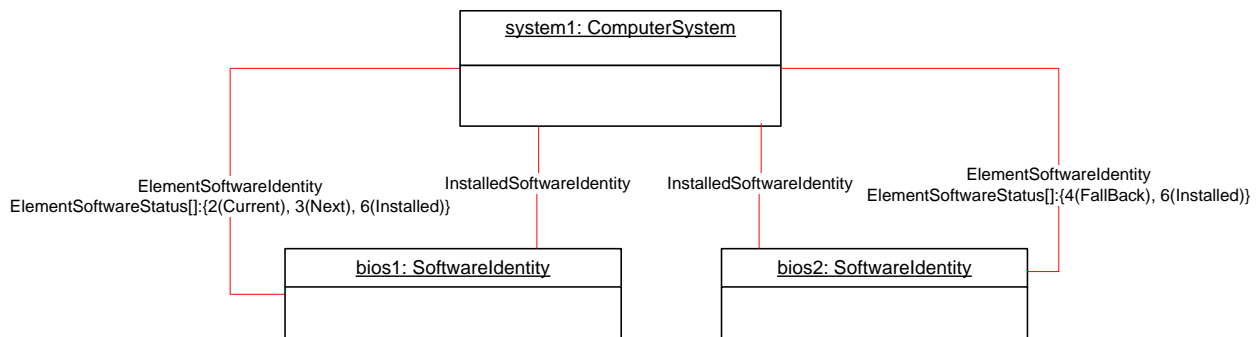 system1: ComputerSystem
ElementSoftwareIdentity
ElementSoftwareStatus[]:{2(Current), 3(Next), 6(Installed)}
InstalledSoftwareIdentity
InstalledSoftwareIdentity
ElementSoftwareIdentity
ElementSoftwareStatus[]:{4(FallBack), 6(Installed)}
bios1: SoftwareIdentity
bios2: SoftwareIdentity